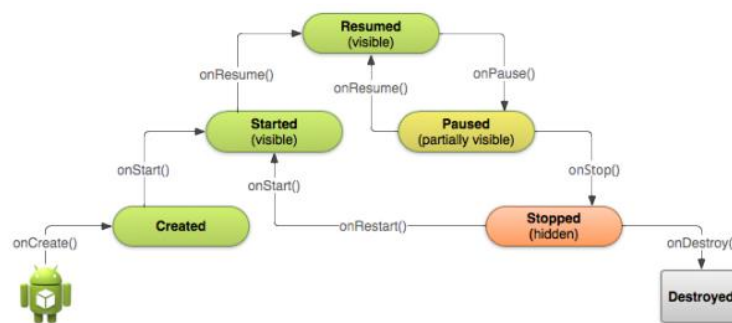 Resumed
(visible)
onResume()
onResume()
onPause()
Started
(visible)
Paused
(partially visible)
onStart()
onStart()
onStop()
Created
onRestart()
Stopped
(hidden)
onCreate()
onDestroy()
Destroyed